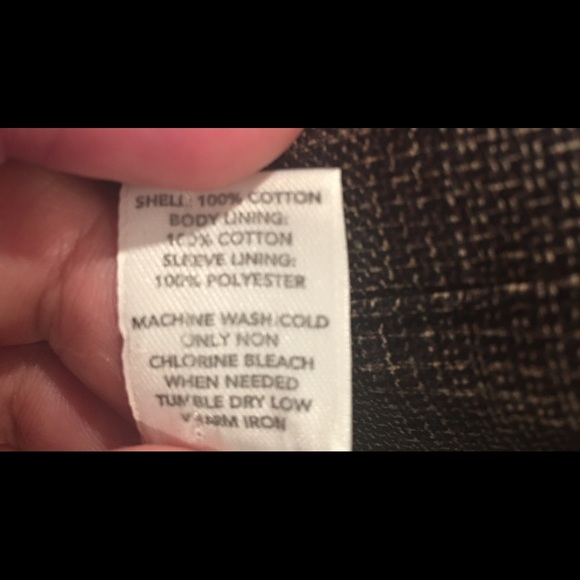 SHELL: 100% COTTON
BODY LINING:
100% COTTON
SLEEVE LINING:
100% POLYESTER
MACHINE WASH COLD
ONLY NON
CHLORINE BLEACH
WHEN NEEDED
TUMBLE DRY LOW
WARM IRON